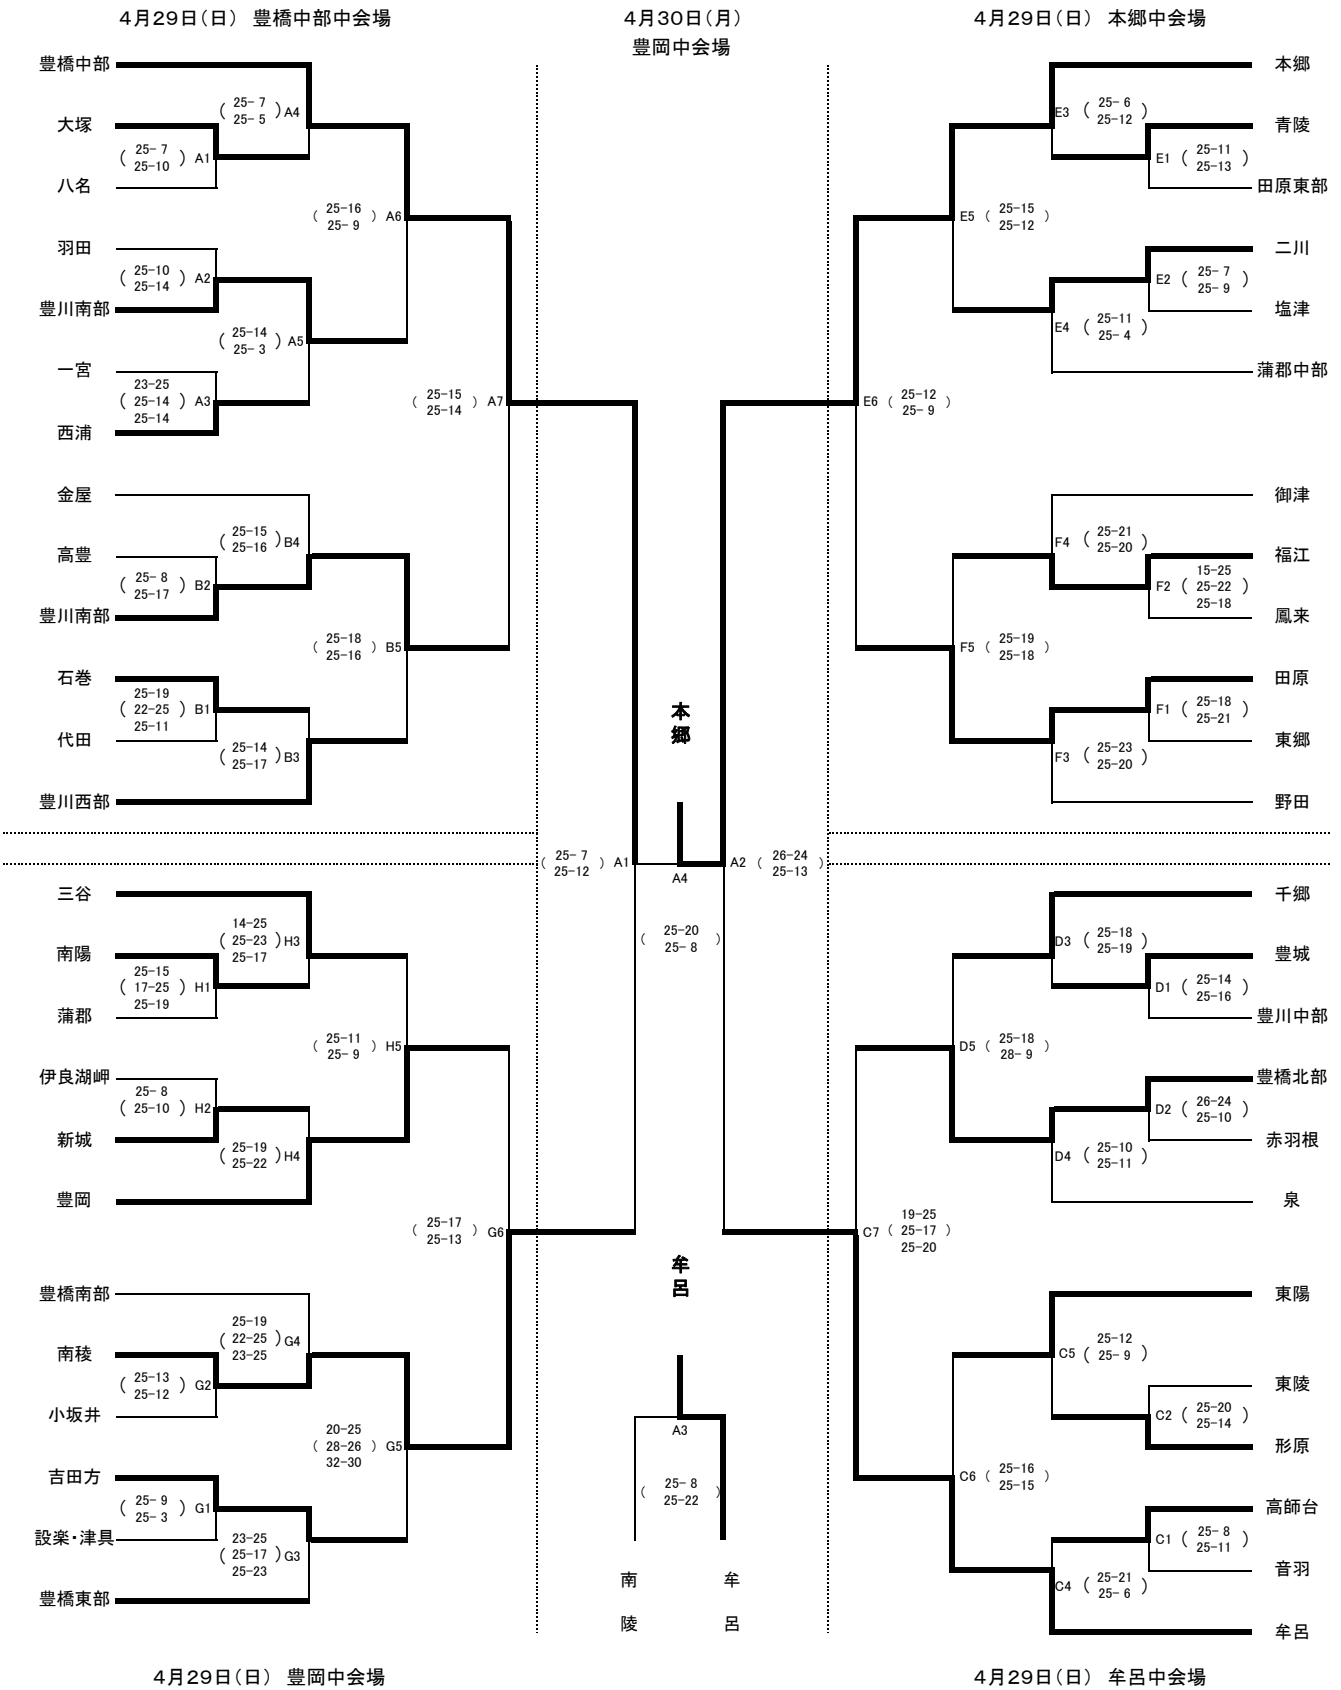 4月29日(日) 豊橋中部中会場
4月30日(月)
豊岡中会場
4月29日(日) 本郷中会場
豊橋中部
大塚
八名
羽田
豊川南部
一宮
西浦
金屋
高豊
豊川南部
石巻
代田
豊川西部
( 25- 7
25- 5 ) A4
( 25- 7
25-10 ) A1
( 25-16
25- 9 ) A6
( 25-10
25-14 ) A2
( 25-14
25- 3 ) A5
23-25
( 25-14 ) A3
25-14
( 25-15
25-14 ) A7
( 25-15
25-16 ) B4
( 25- 8
25-17 ) B2
( 25-18
25-16 ) B5
25-19
( 22-25 ) B1
25-11
( 25-14
25-17 ) B3
本郷
青陵
田原東部
二川
塩津
蒲郡中部
御津
福江
鳳来
田原
東郷
野田
E3 ( 25- 6
25-12 )
E1 ( 25-11
25-13 )
E5 ( 25-15
25-12 )
E2 ( 25- 7
25- 9 )
E4 ( 25-11
25- 4 )
E6 ( 25-12
25- 9 )
F4 ( 25-21
25-20 )
15-25
F2 ( 25-22 )
25-18
F5 ( 25-19
25-18 )
F1 ( 25-18
25-21 )
F3 ( 25-23
25-20 )
本郷
( 25- 7
25-12 ) A1
A4
A2 ( 26-24
25-13 )
( 25-20
25- 8 )
三谷
南陽
蒲郡
伊良湖岬
新城
豊岡
豊橋南部
南稜
小坂井
吉田方
設楽・津具
豊橋東部
14-25
( 25-23 ) H3
25-17
25-15
( 17-25 ) H1
25-19
( 25-11
25- 9 ) H5
25- 8
( 25-10 ) H2
( 25-19
25-22 ) H4
( 25-17
25-13 ) G6
25-19
( 22-25 ) G4
23-25
( 25-13
25-12 ) G2
20-25
( 28-26 ) G5
32-30
( 25- 9
25- 3 ) G1
23-25
( 25-17 ) G3
25-23
千郷
豊城
豊川中部
豊橋北部
赤羽根
泉
東陽
東陵
形原
高師台
音羽
牟呂
D3 ( 25-18
25-19 )
D1 ( 25-14
25-16 )
D5 ( 25-18
28- 9 )
D2 ( 26-24
25-10 )
D4 ( 25-10
25-11 )
19-25
C7 ( 25-17 )
25-20
C5 ( 25-12
25- 9 )
C2 ( 25-20
25-14 )
C6 ( 25-16
25-15 )
C1 ( 25- 8
25-11 )
C4 ( 25-21
25- 6 )
牟呂
A3
( 25- 8
25-22 )
南陵
牟呂
4月29日(日) 豊岡中会場
4月29日(日) 牟呂中会場